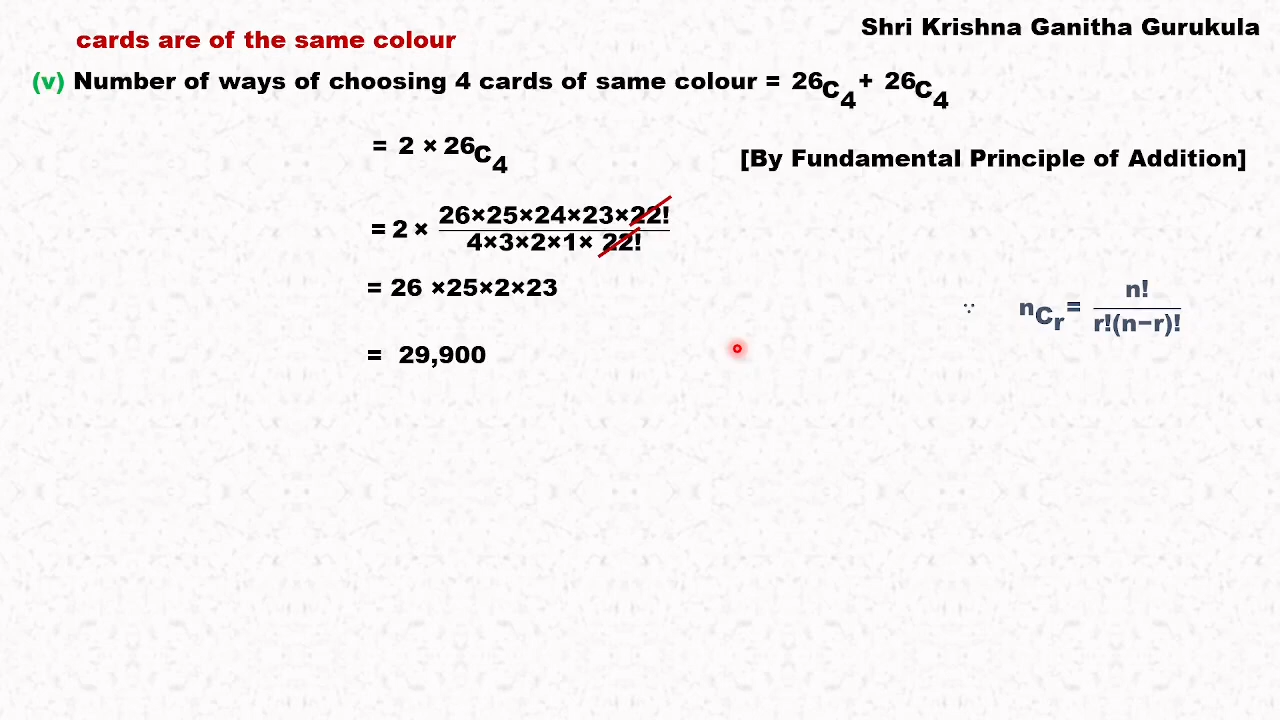 Shri Krishna Ganitha Gurukula
cards are of the same colour
(v) Number of ways of choosing 4 cards of same colour = 26C4 + 26C4
= 2 × 26C4
[By Fundamental Principle of Addition]
= 2 × 26×25×24×23×22!
4×3×2×1× 22!
= 26 ×25×2×23
∵ nCr = n!
r!(n−r)!
= 29,900